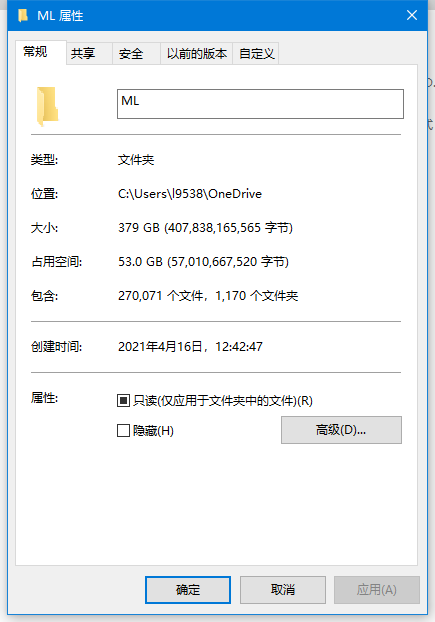 ML 属性
常规 共享 安全 以前的版本 自定义
ML
类型: 文件夹
位置: C:\Users\l9538\OneDrive
大小: 379 GB (407,838,165,565 字节)
占用空间: 53.0 GB (57,010,667,520 字节)
包含: 270,071 个文件，1,170 个文件夹
创建时间: 2021年4月16日，12:42:47
属性: 只读(仅应用于文件夹中的文件)(R)
隐藏(H) 高级(D)...
确定 取消 应用(A)